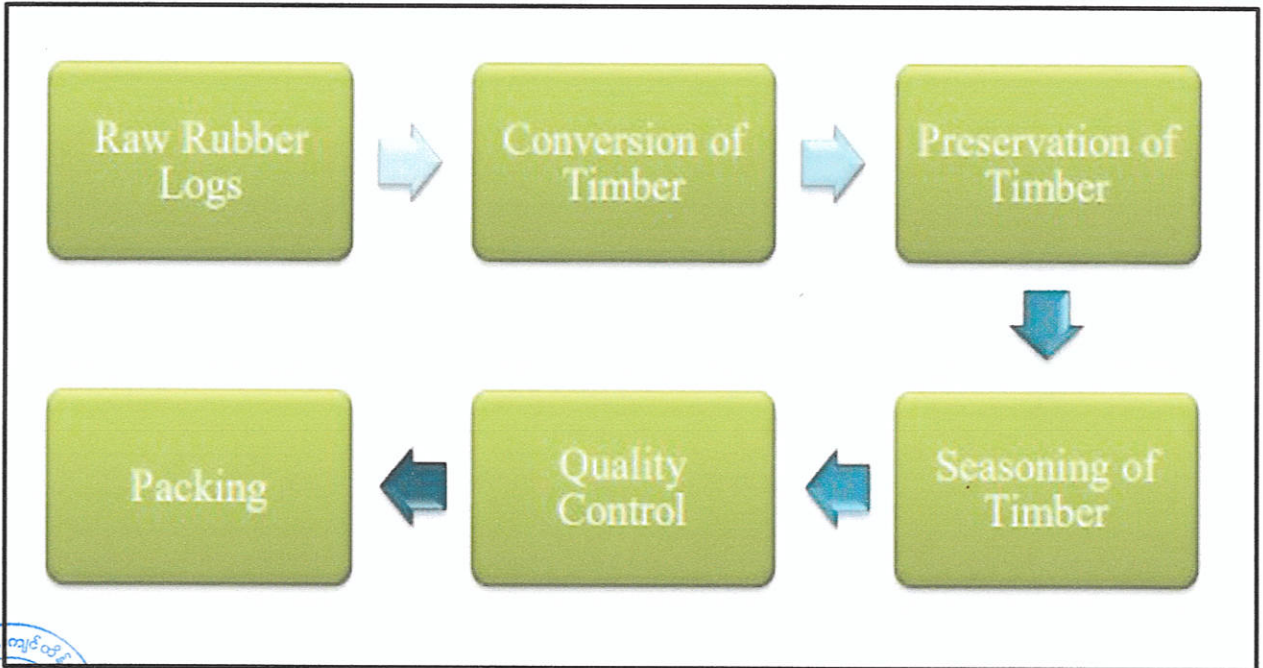 Raw Rubber
Logs
Conversion of
Timber
Preservation of
Timber
Seasoning of
Timber
Quality
Control
Packing